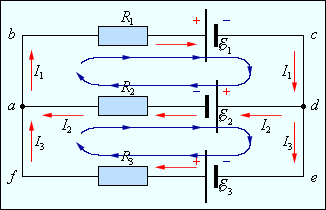 R1 + − ℰ1
b c
I1 I1
R2 − + ℰ2
a d
I2 I2
I3 I3
R3 + − ℰ3
f e